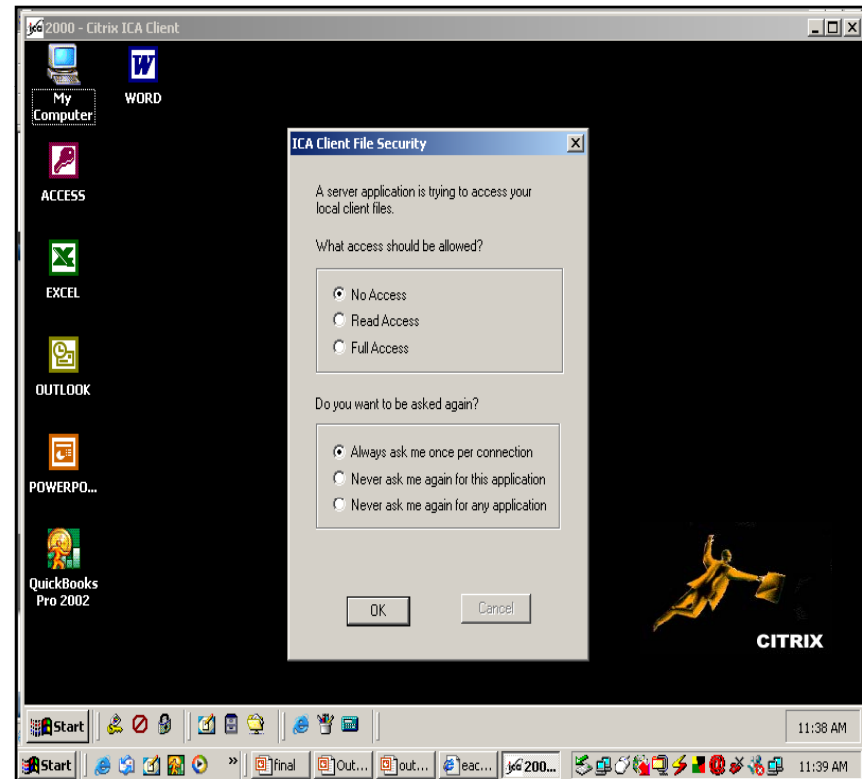 2000 - Citrix ICA Client
My Computer
WORD
ACCESS
EXCEL
OUTLOOK
POWERPO...
QuickBooks
Pro 2002
ICA Client File Security
A server application is trying to access your
local client files.
What access should be allowed?
No Access
Read Access
Full Access
Do you want to be asked again?
Always ask me once per connection
Never ask me again for this application
Never ask me again for any application
OK
Cancel
CITRIX
Start
11:38 AM
Start
»
final
Out...
out...
eac...
200...
11:39 AM